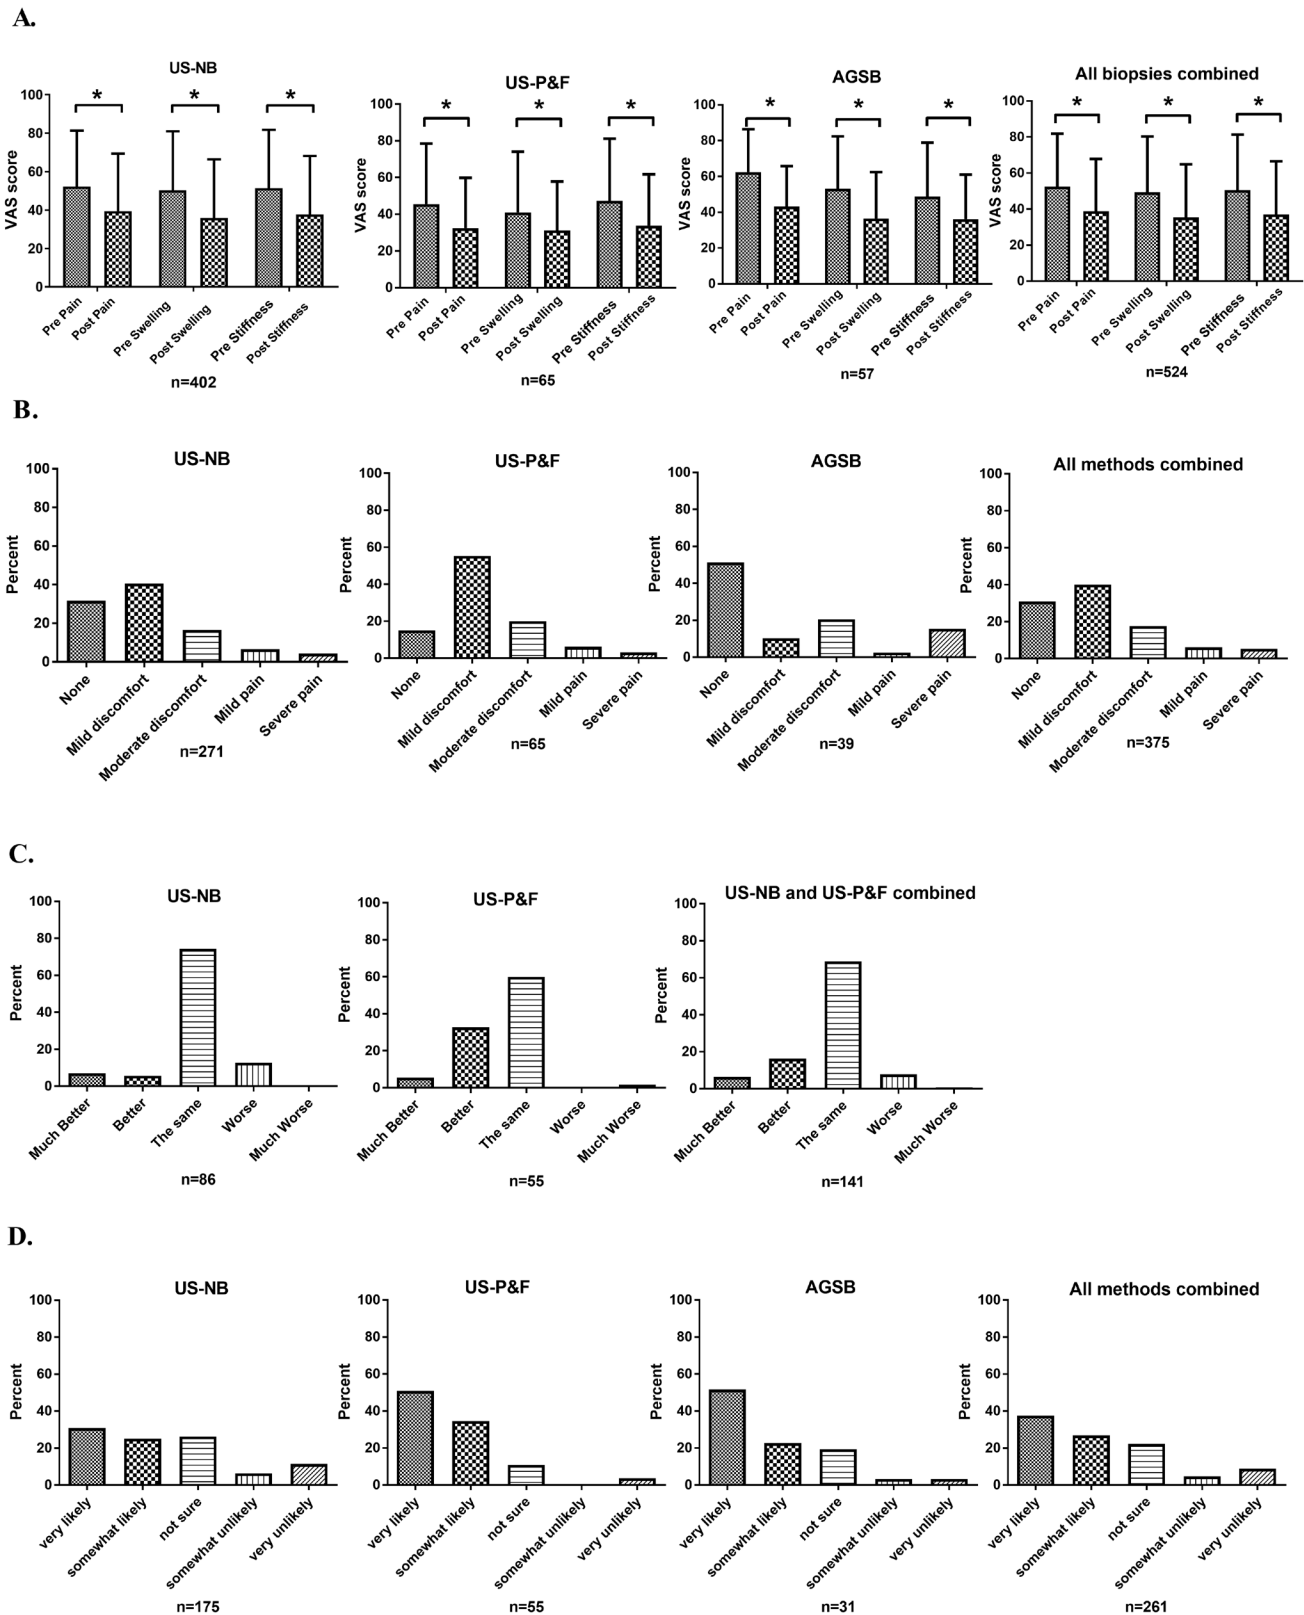 A.
US-NB
US-P&F
AGSB
All biopsies combined
VAS score
100
80
60
40
20
0
* * *
Pre Pain
Post Pain
Pre Swelling
Post Swelling
Pre Stiffness
Post Stiffness
n=402
VAS score
100
80
60
40
20
0
* * *
Pre Pain
Post Pain
Pre Swelling
Post Swelling
Pre Stiffness
Post Stiffness
n=65
VAS score
100
80
60
40
20
0
* * *
Pre Pain
Post Pain
Pre Swelling
Post Swelling
Pre Stiffness
Post Stiffness
n=57
VAS score
100
80
60
40
20
0
* * *
Pre Pain
Post Pain
Pre Swelling
Post Swelling
Pre Stiffness
Post Stiffness
n=524
B.
US-NB
Percent
100
80
60
40
20
0
None
Mild discomfort
Moderate discomfort
Mild pain
Severe pain
n=271
US-P&F
Percent
100
80
60
40
20
0
None
Mild discomfort
Moderate discomfort
Mild pain
Severe pain
n=65
AGSB
Percent
100
80
60
40
20
0
None
Mild discomfort
Moderate discomfort
Mild pain
Severe pain
n=39
All methods combined
Percent
100
80
60
40
20
0
None
Mild discomfort
Moderate discomfort
Mild pain
Severe pain
n=375
C.
US-NB
Percent
100
80
60
40
20
0
Much Better
Better
The same
Worse
Much Worse
n=86
US-P&F
Percent
100
80
60
40
20
0
Much Better
Better
The same
Worse
Much Worse
n=55
US-NB and US-P&F combined
Percent
100
80
60
40
20
0
Much Better
Better
The same
Worse
Much Worse
n=141
D.
US-NB
Percent
100
80
60
40
20
0
very likely
somewhat likely
not sure
somewhat unlikely
very unlikely
n=175
US-P&F
Percent
100
80
60
40
20
0
very likely
somewhat likely
not sure
somewhat unlikely
very unlikely
n=55
AGSB
Percent
100
80
60
40
20
0
very likely
somewhat likely
not sure
somewhat unlikely
very unlikely
n=31
All methods combined
Percent
100
80
60
40
20
0
very likely
somewhat likely
not sure
somewhat unlikely
very unlikely
n=261